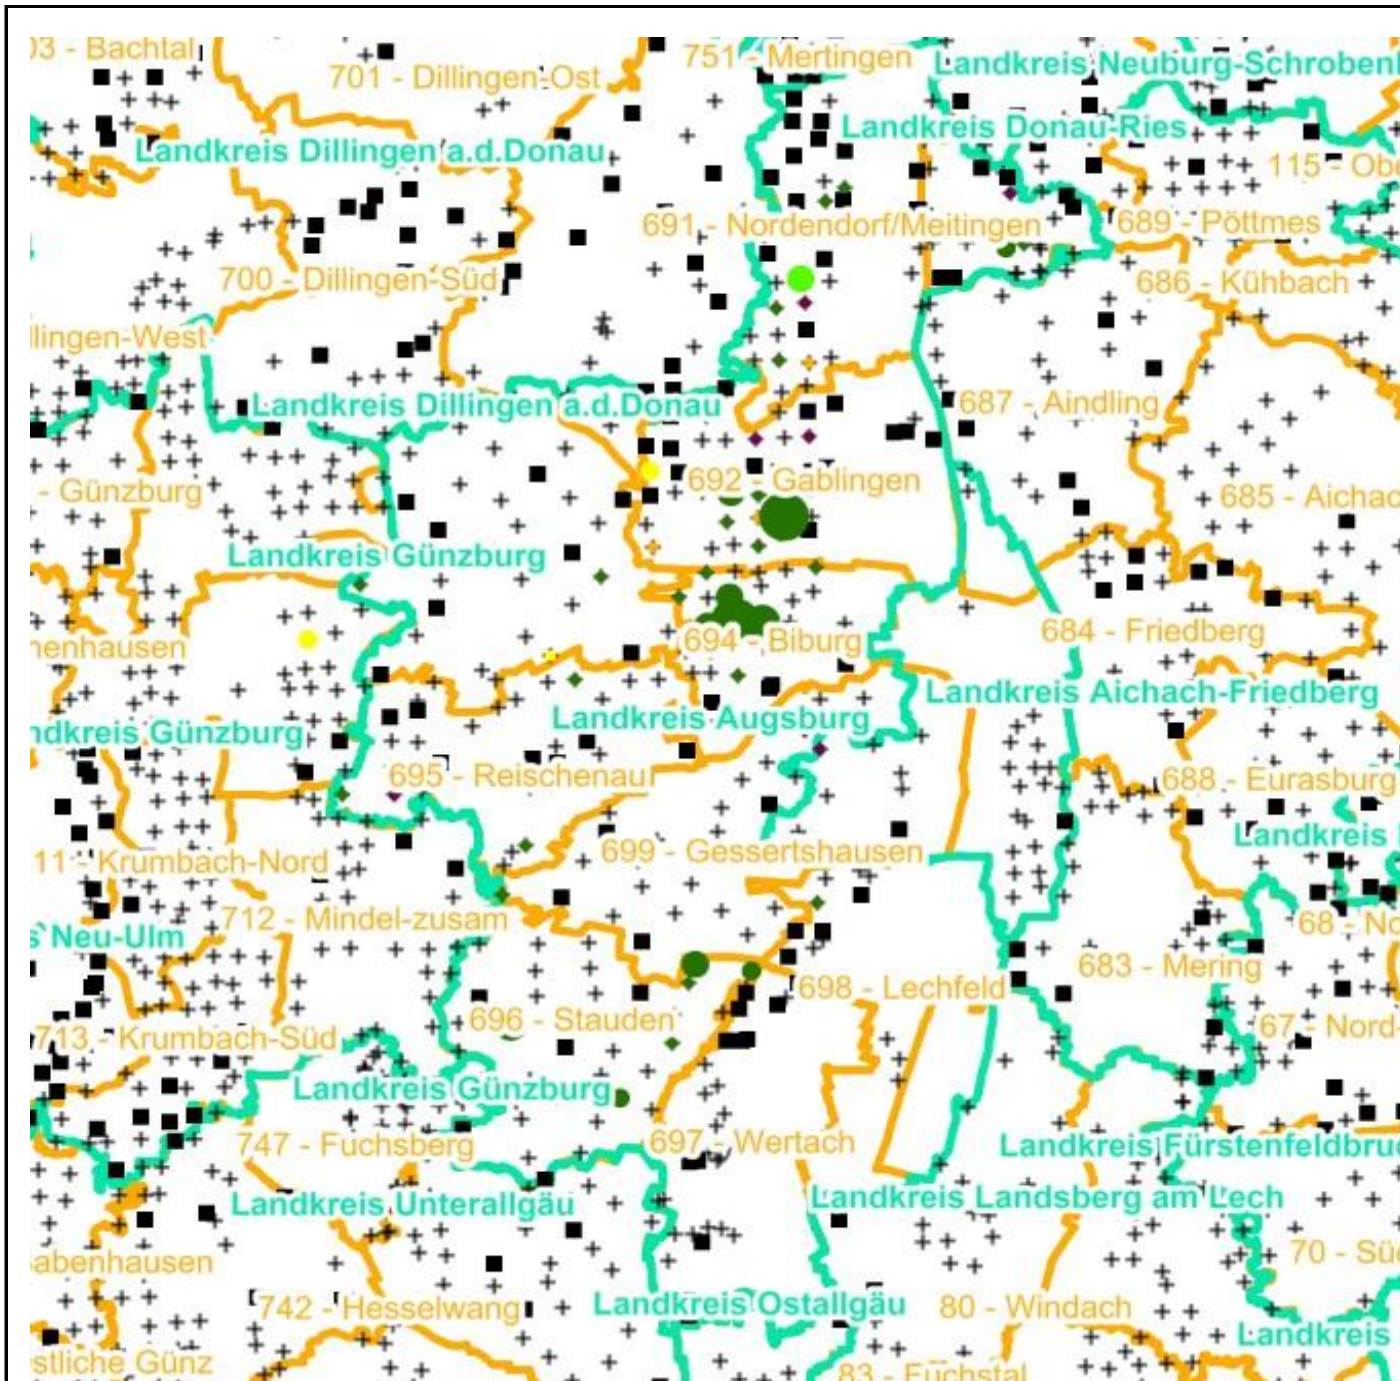 03 - Bachtal
751 - Mertingen
Landkreis Neuburg-Schroben
701 - Dillingen-Ost
Landkreis Donau-Ries
Landkreis Dillingen a.d.Donau
115 - Obe
691 - Nordendorf/Meitingen
689 - Pöttmes
700 - Dillingen-Süd
686 - Kühbach
llingen-West
Landkreis Dillingen a.d.Donau
687 - Aindling
692 - Gablingen
- Günzburg
685 - Aichac
Landkreis Günzburg
684 - Friedberg
694 - Biburg
nenhausen
Landkreis Aichach-Friedberg
Landkreis Augsburg
ndkreis Günzburg
695 - Reischenau
688 - Eurasburg
Landkreis
699 - Gessertshausen
11 - Krumbach-Nord
712 - Mindel-zusam
68 - No
s Neu-Ulm
683 - Mering
698 - Lechfeld
696 - Stauden
67 - Nord
713 - Krumbach-Süd
Landkreis Günzburg
747 - Fuchsberg
697 - Wertach
Landkreis Fürstenfeldbru
Landkreis Landsberg am Lech
Landkreis Unterallgäu
70 - Sü
abenhausen
742 - Hesselwang
Landkreis Ostallgäu
80 - Windach
Landkreis
stliche Günz
83 - Fuchstal